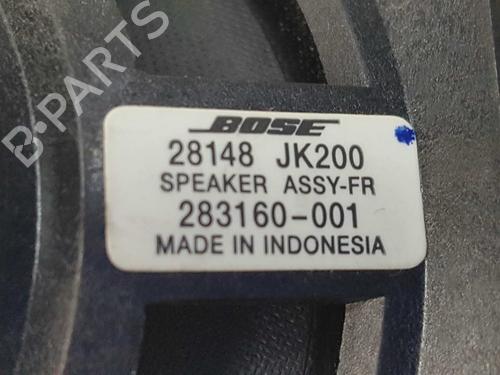 B-PARTS
BOSE
28148 JK200
SPEAKER ASSY-FR
283160-001
MADE IN INDONESIA